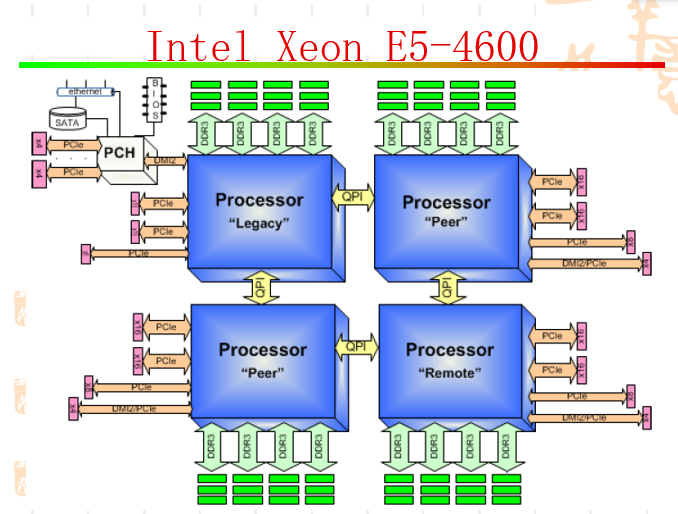 Intel Xeon E5-4600
ethernet
BIOS
SATA
PCH
x4
PCIe
. . .
x4
PCIe
DMI2
DDR3
DDR3
DDR3
DDR3
DDR3
DDR3
DDR3
DDR3
Processor
“Legacy”
QPI
Processor
“Peer”
PCIe
PCIe
PCIe
PCIe
x16
PCIe
x16
PCIe
x8
PCIe
x4
DMI2/PCIe
QPI
QPI
Processor
“Peer”
QPI
Processor
“Remote”
x16
PCIe
x16
PCIe
x8
PCIe
x4
DMI2/PCIe
PCIe
x16
PCIe
x16
PCIe
x8
DMI2/PCIe
x4
DDR3
DDR3
DDR3
DDR3
DDR3
DDR3
DDR3
DDR3